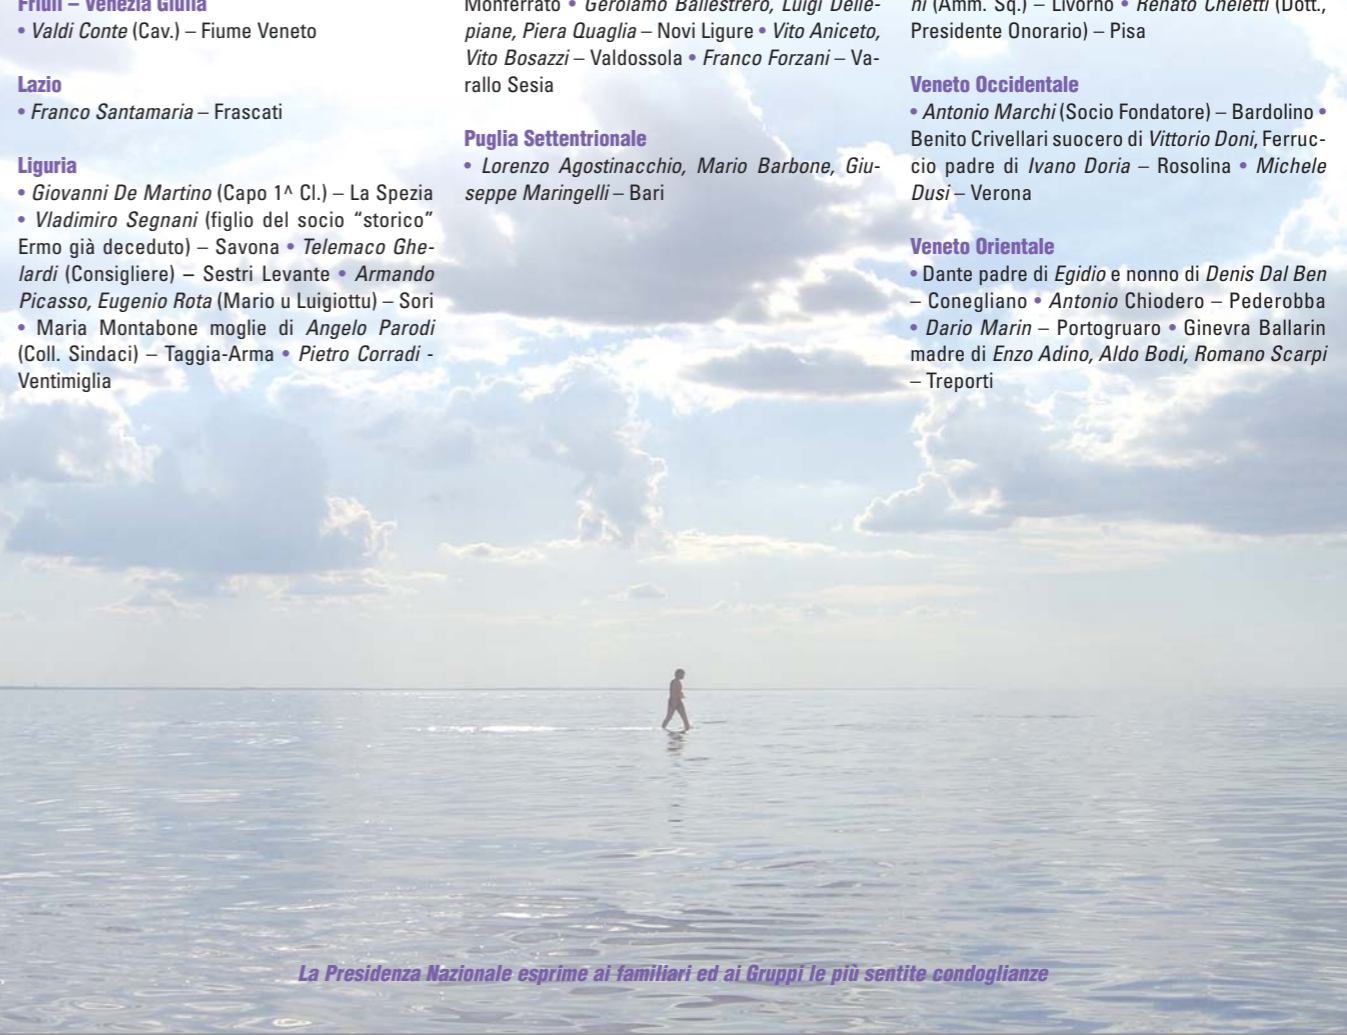 Friuli – Venezia Giulia
• Valdi Conte (Cav.) – Fiume Veneto
Lazio
• Franco Santamaria – Frascati
Liguria
• Giovanni De Martino (Capo 1^ Cl.) – La Spezia
• Vladimiro Segnani (figlio del socio “storico”
Ermo già deceduto) – Savona • Telemaco Ghe-
lardi (Consigliere) – Sestri Levante • Armando
Picasso, Eugenio Rota (Mario u Luigiottu) – Sori
• Maria Montabone moglie di Angelo Parodi
(Coll. Sindaci) – Taggia-Arma • Pietro Corradi -
Ventimiglia
Monferrato • Gerolamo Ballestrero, Luigi Delle-
piane, Piera Quaglia – Novi Ligure • Vito Aniceto,
Vito Bosazzi – Valdossola • Franco Forzani – Va-
rallo Sesia
Puglia Settentrionale
• Lorenzo Agostinacchio, Mario Barbone, Giu-
seppe Maringelli – Bari
ni (Amm. Sq.) – Livorno • Renato Cheletti (Dott.,
Presidente Onorario) – Pisa
Veneto Occidentale
• Antonio Marchi (Socio Fondatore) – Bardolino •
Benito Crivellari suocero di Vittorio Doni, Ferruc-
cio padre di Ivano Doria – Rosolina • Michele
Dusi – Verona
Veneto Orientale
• Dante padre di Egidio e nonno di Denis Dal Ben
– Conegliano • Antonio Chiodero – Pederobba
• Dario Marin – Portogruaro • Ginevra Ballarin
madre di Enzo Adino, Aldo Bodi, Romano Scarpi
– Treporti
La Presidenza Nazionale esprime ai familiari ed ai Gruppi le più sentite condoglianze